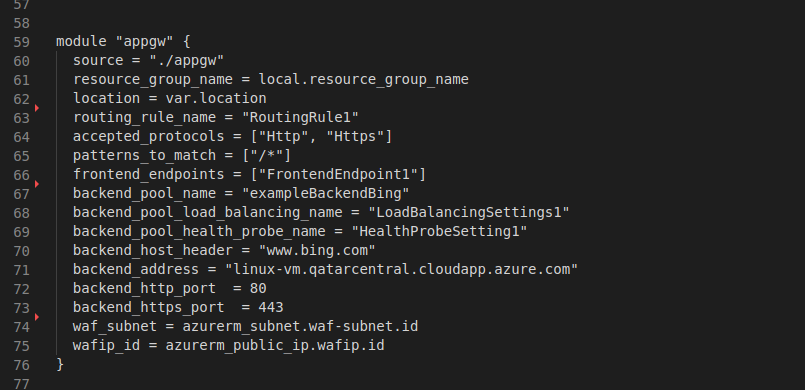 57
58
59 module "appgw" {
60   source = "./appgw"
61   resource_group_name = local.resource_group_name
62   location = var.location
63   routing_rule_name = "RoutingRule1"
64   accepted_protocols = ["Http", "Https"]
65   patterns_to_match = ["/*"]
66   frontend_endpoints = ["FrontendEndpoint1"]
67   backend_pool_name = "exampleBackendBing"
68   backend_pool_load_balancing_name = "LoadBalancingSettings1"
69   backend_pool_health_probe_name = "HealthProbeSetting1"
70   backend_host_header = "www.bing.com"
71   backend_address = "linux-vm.qatarcentral.cloudapp.azure.com"
72   backend_http_port  = 80
73   backend_https_port  = 443
74   waf_subnet = azurerm_subnet.waf-subnet.id
75   wafip_id = azurerm_public_ip.wafip.id
76 }
77